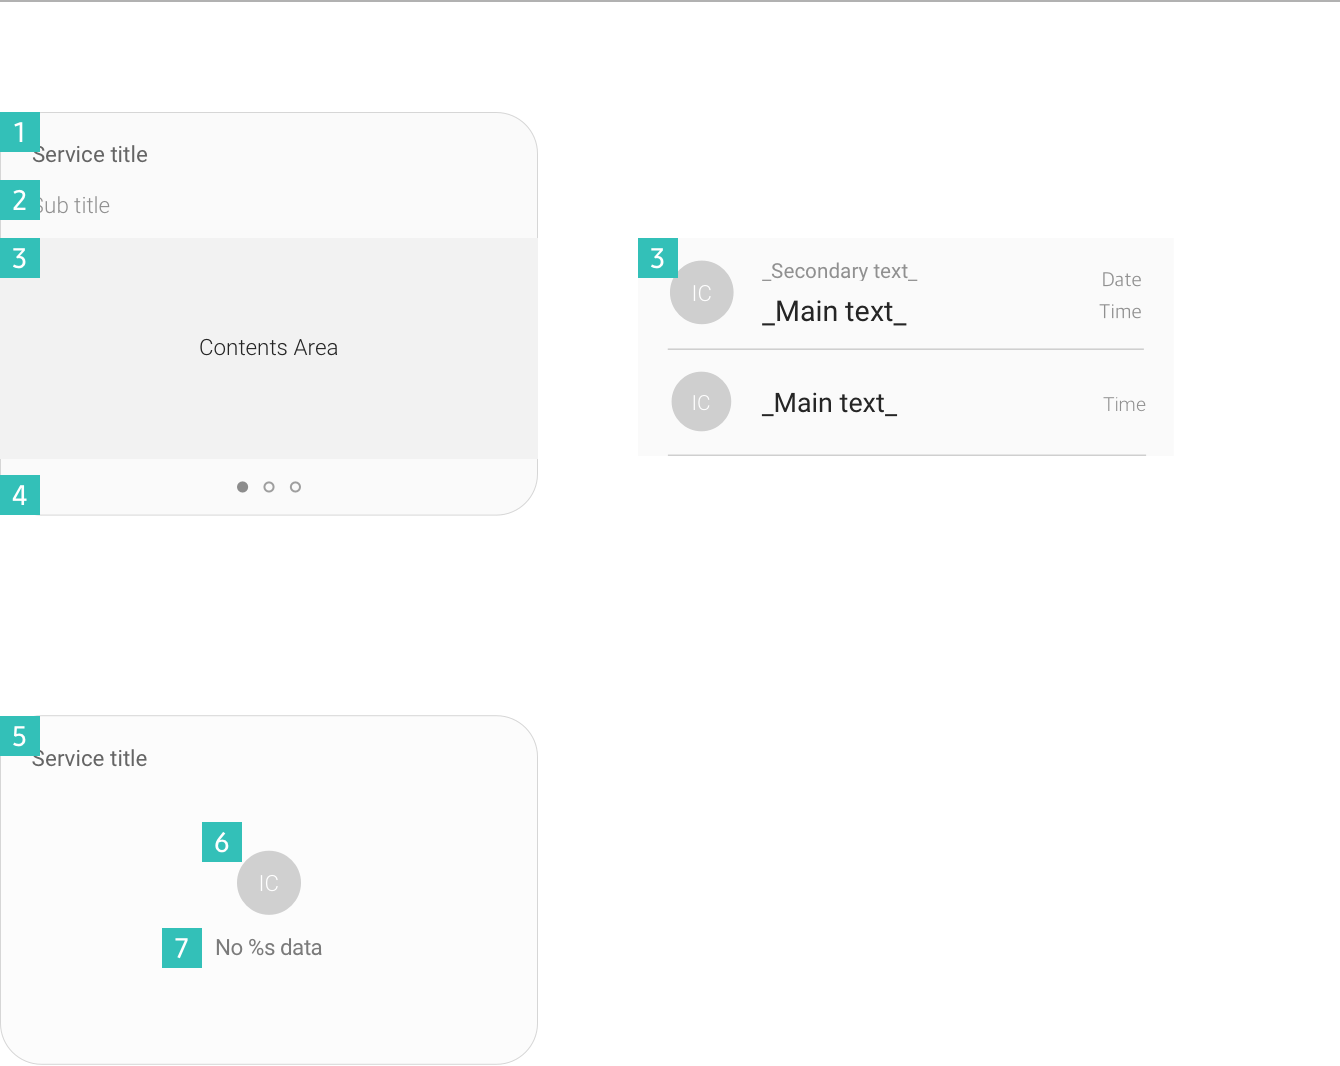 1
Service title
2
Sub title
3
Contents Area
4
3
IC
_Secondary text_
_Main text_
Date
Time
IC
_Main text_
Time
5
Service title
6
IC
7
No %s data